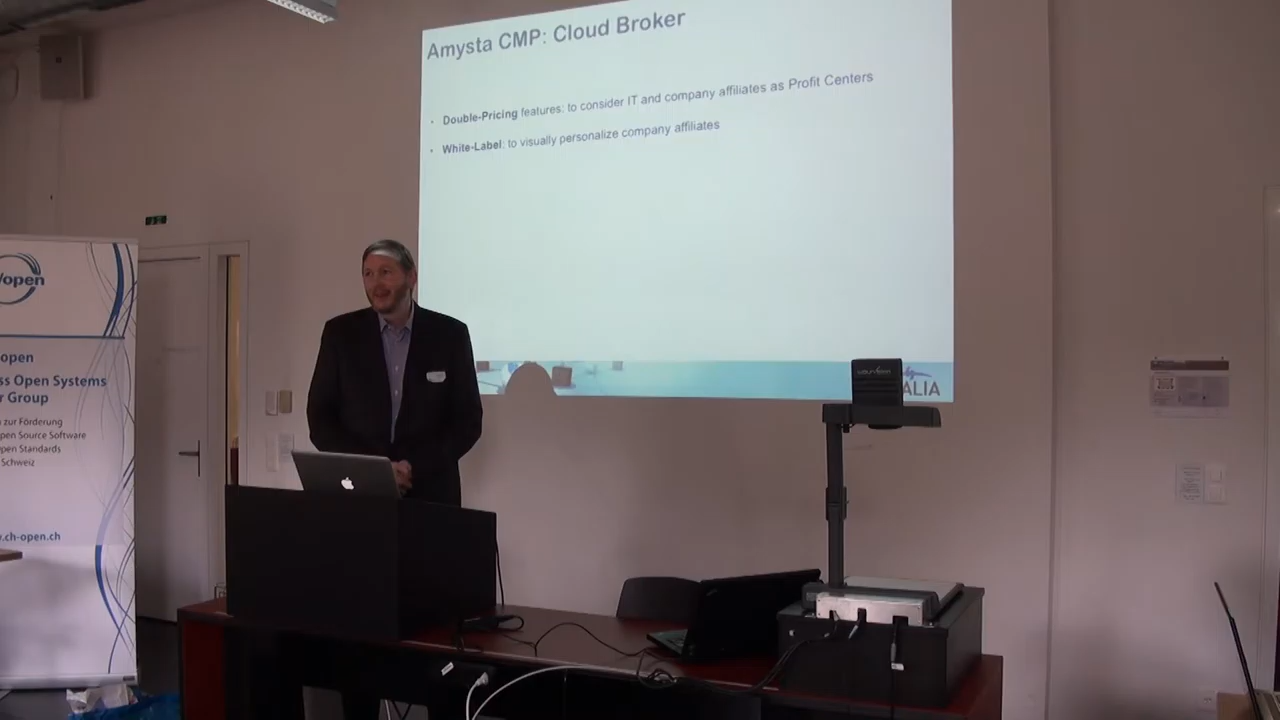 Amysta CMP: Cloud Broker
• Double-Pricing features: to consider IT and company affiliates as Profit Centers
• White-Label: to visually personalize company affiliates
ALIA
/open
open
ss Open Systems
r Group
zur Förderung
pen Source Software
pen Standards
Schweiz
.ch-open.ch